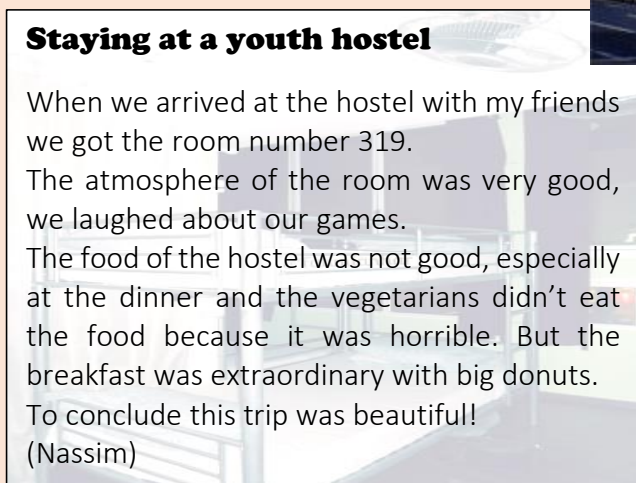 Staying at a youth hostel
When we arrived at the hostel with my friends
we got the room number 319.
The atmosphere of the room was very good,
we laughed about our games.
The food of the hostel was not good, especially
at the dinner and the vegetarians didn’t eat
the food because it was horrible. But the
breakfast was extraordinary with big donuts.
To conclude this trip was beautiful!
(Nassim)